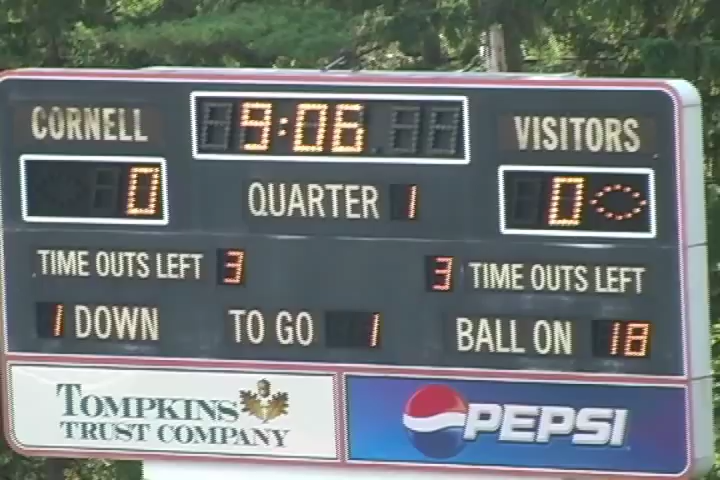 CORNELL 9:06 VISITORS
0 QUARTER 1 0
TIME OUTS LEFT 3 3 TIME OUTS LEFT
1 DOWN TO GO 1 BALL ON 18
TOMPKINS
TRUST COMPANY
PEPSI